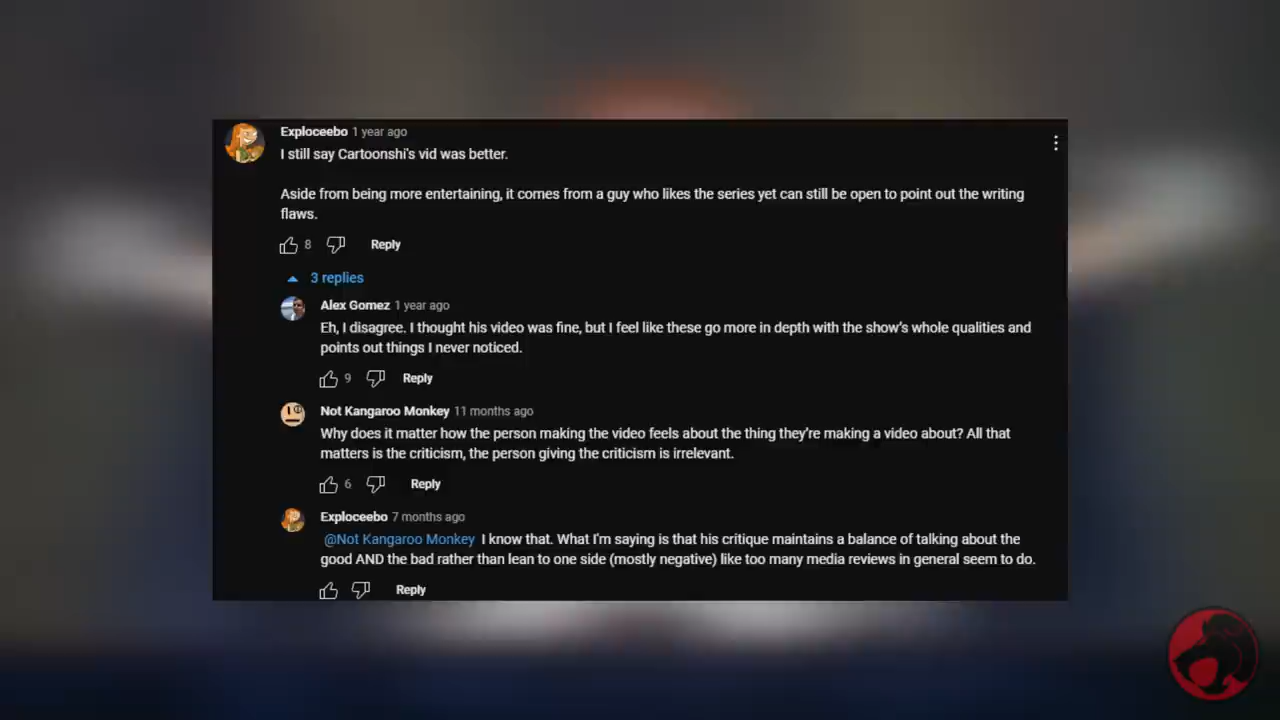 Exploceebo 1 year ago
I still say Cartoonshi's vid was better.
Aside from being more entertaining, it comes from a guy who likes the series yet can still be open to point out the writing
flaws.
8 Reply
3 replies
Alex Gomez 1 year ago
Eh, I disagree. I thought his video was fine, but I feel like these go more in depth with the show's whole qualities and
points out things I never noticed.
9 Reply
Not Kangaroo Monkey 11 months ago
Why does it matter how the person making the video feels about the thing they're making a video about? All that
matters is the criticism, the person giving the criticism is irrelevant.
6 Reply
Exploceebo 7 months ago
@Not Kangaroo Monkey I know that. What I'm saying is that his critique maintains a balance of talking about the
good AND the bad rather than lean to one side (mostly negative) like too many media reviews in general seem to do.
Reply